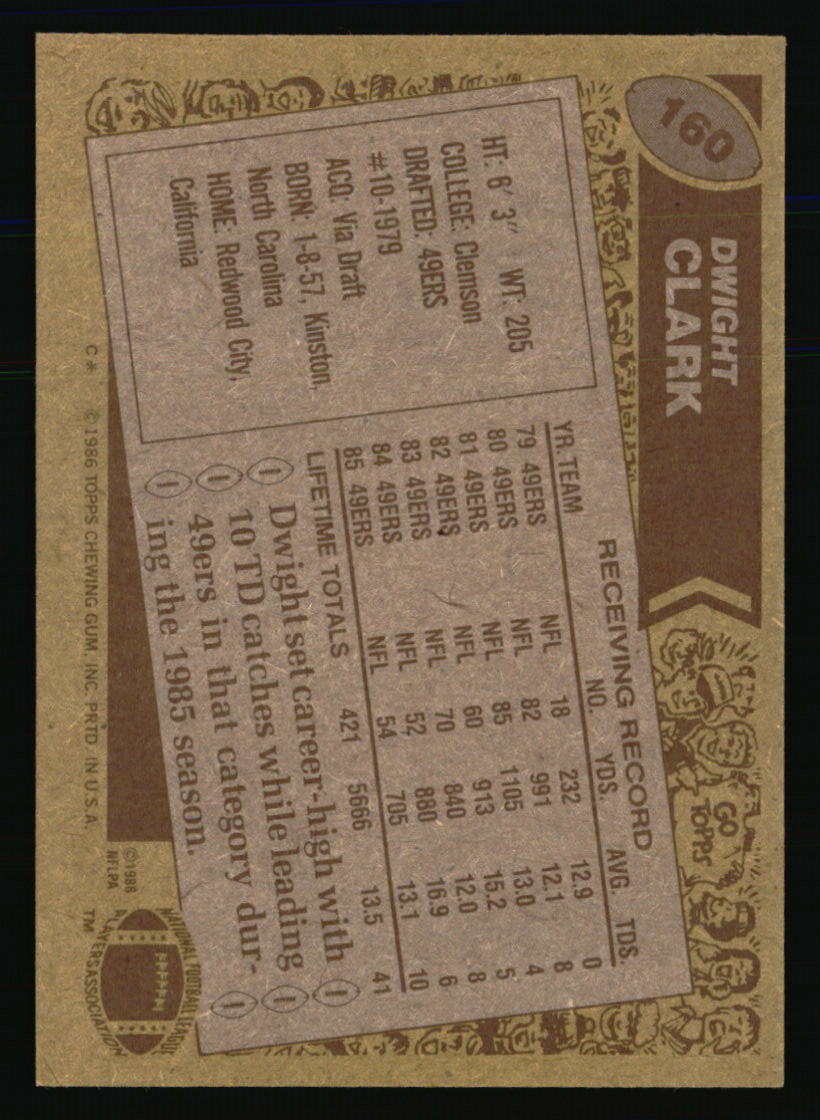 160
DWIGHT
CLARK
HT: 6' 3" WT: 205
COLLEGE: Clemson
DRAFTED: 49ERS
#10-1979
ACQ: Via Draft
BORN: 1-8-57, Kinston,
North Carolina
HOME: Redwood City,
California
RECEIVING RECORD
YR. TEAM NO. YDS. AVG. TDS.
79 49ERS NFL 18 232 12.9 0
80 49ERS NFL 82 991 12.1 8
81 49ERS NFL 85 1105 13.0 4
82 49ERS NFL 60 913 15.2 5
83 49ERS NFL 70 840 12.0 8
84 49ERS NFL 52 880 16.9 6
85 49ERS NFL 54 705 13.1 10
LIFETIME TOTALS 421 5666 13.5 41
Dwight set career-high with
10 TD catches while leading
49ers in that category dur-
ing the 1985 season.
GO
TOPPS
C* © 1986 TOPPS CHEWING GUM, INC. PRTD. IN U.S.A.
©1986
NFLPA
NATIONAL FOOTBALL LEAGUE
PLAYERS ASSOCIATION
TM